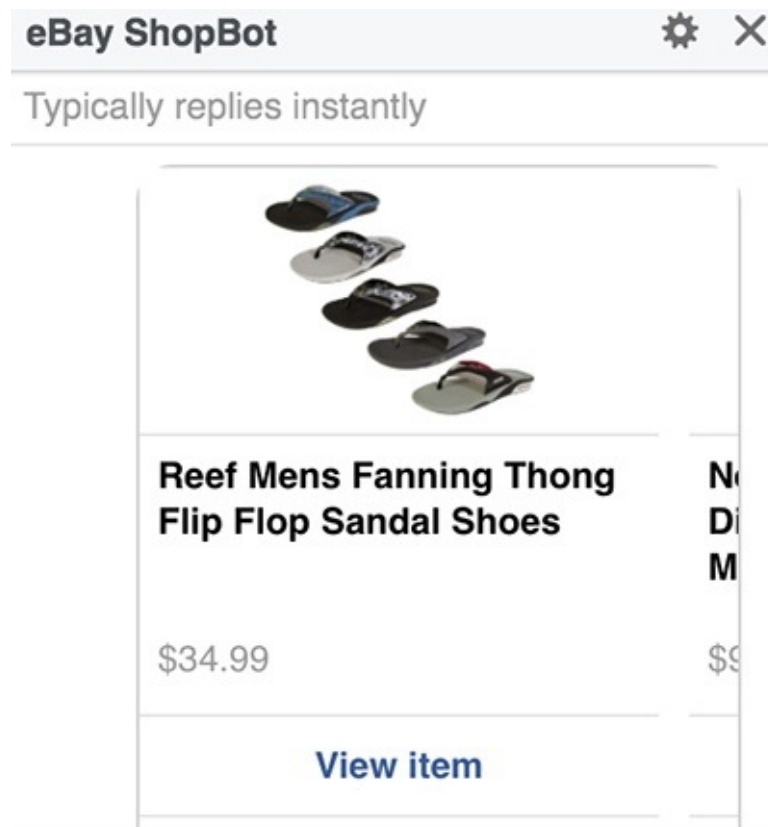 eBay ShopBot
Typically replies instantly
Reef Mens Fanning Thong
Flip Flop Sandal Shoes
$34.99
View item